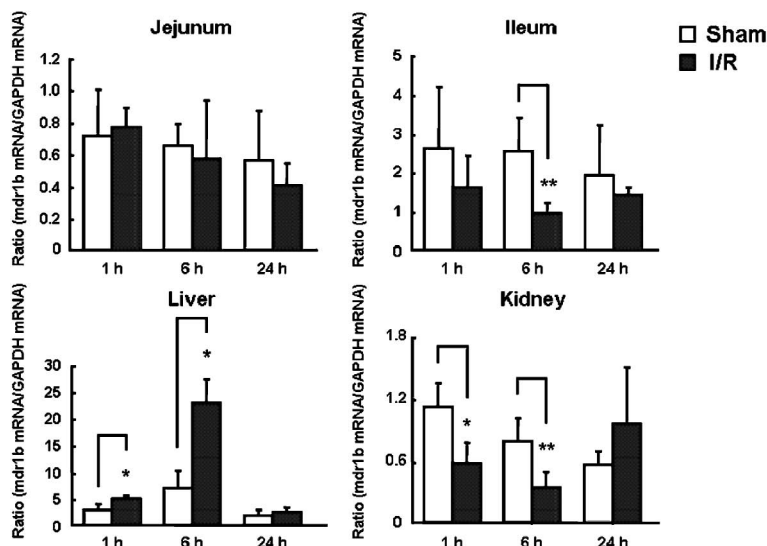 Jejunum
Ratio (mdr1b mRNA/GAPDH mRNA)
1.2
1.0
0.8
0.6
0.4
0.2
0
1 h 6 h 24 h
Ileum
Ratio (mdr1b mRNA/GAPDH mRNA)
5
4
3
2
1
0
**
1 h 6 h 24 h
Sham
I/R
Liver
Ratio (mdr1b mRNA/GAPDH mRNA)
30
25
20
15
10
5
0
*
*
1 h 6 h 24 h
Kidney
Ratio (mdr1b mRNA/GAPDH mRNA)
1.8
1.2
0.6
0
*
**
1 h 6 h 24 h